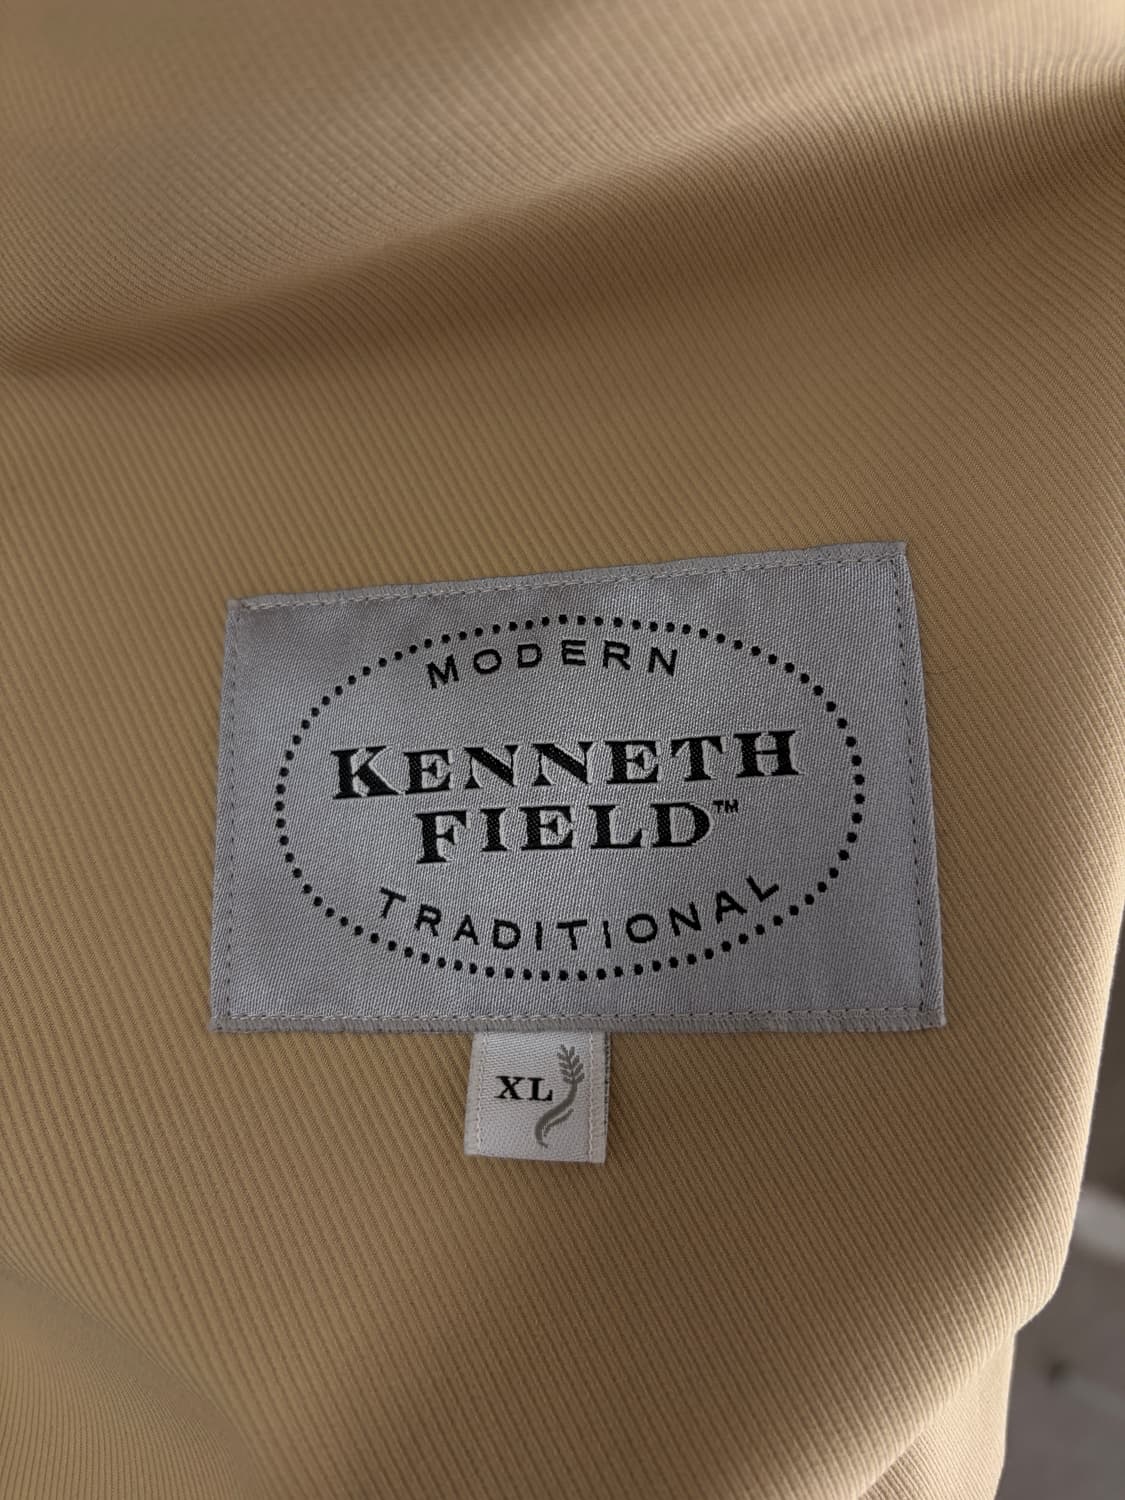 MODERN
KENNETH
FIELD™
TRADITIONAL
XL